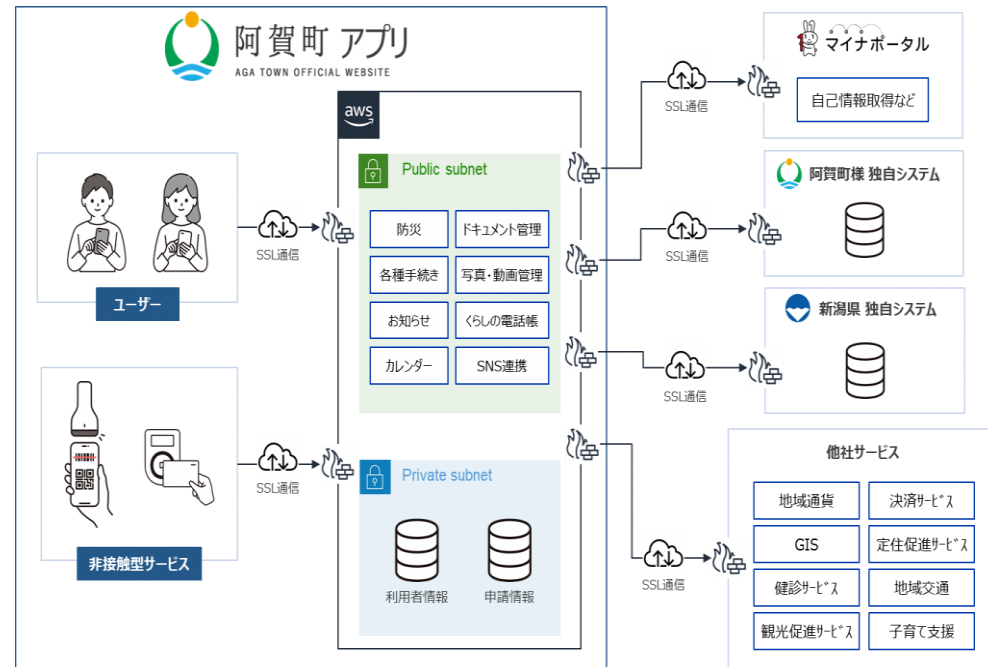 阿賀町 アプリ
AGA TOWN OFFICIAL WEBSITE
ユーザー
SSL通信
非接触型サービス
SSL通信
aws
Public subnet
防災
ドキュメント管理
各種手続き
写真・動画管理
お知らせ
くらしの電話帳
カレンダー
SNS連携
Private subnet
利用者情報
申請情報
SSL通信
マイナポータル
自己情報取得など
SSL通信
阿賀町様 独自システム
SSL通信
新潟県 独自システム
SSL通信
他社サービス
地域通貨
決済サービス
GIS
定住促進サービス
健診サービス
地域交通
観光促進サービス
子育て支援